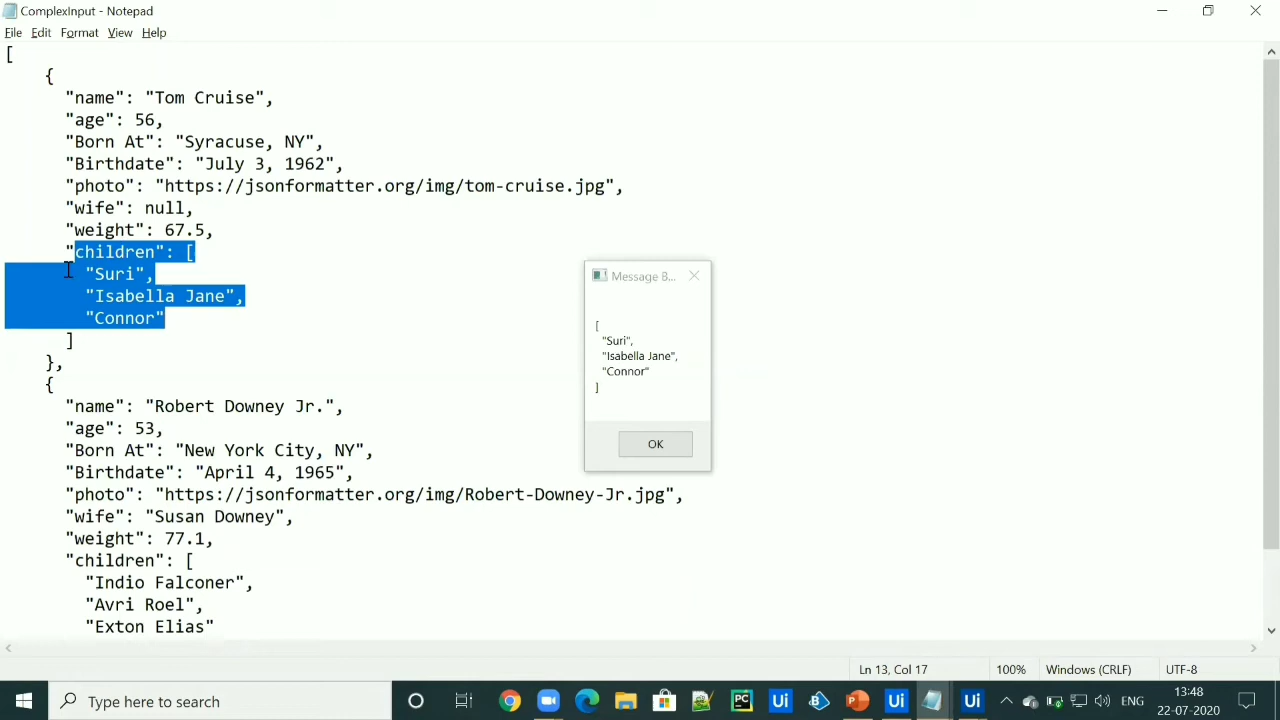 ComplexInput - Notepad
File Edit Format View Help
[
{
"name": "Tom Cruise",
"age": 56,
"Born At": "Syracuse, NY",
"Birthdate": "July 3, 1962",
"photo": "https://jsonformatter.org/img/tom-cruise.jpg",
"wife": null,
"weight": 67.5,
"children": [
"Suri",
"Isabella Jane",
"Connor"
]
},
{
"name": "Robert Downey Jr.",
"age": 53,
"Born At": "New York City, NY",
"Birthdate": "April 4, 1965",
"photo": "https://jsonformatter.org/img/Robert-Downey-Jr.jpg",
"wife": "Susan Downey",
"weight": 77.1,
"children": [
"Indio Falconer",
"Avri Roel",
"Exton Elias"
Message B...
[
"Suri",
"Isabella Jane",
"Connor"
]
OK
Ln 13, Col 17 100% Windows (CRLF) UTF-8
Type here to search
PC
Ui
B
P
Ui
Ui
ENG
13:48
22-07-2020